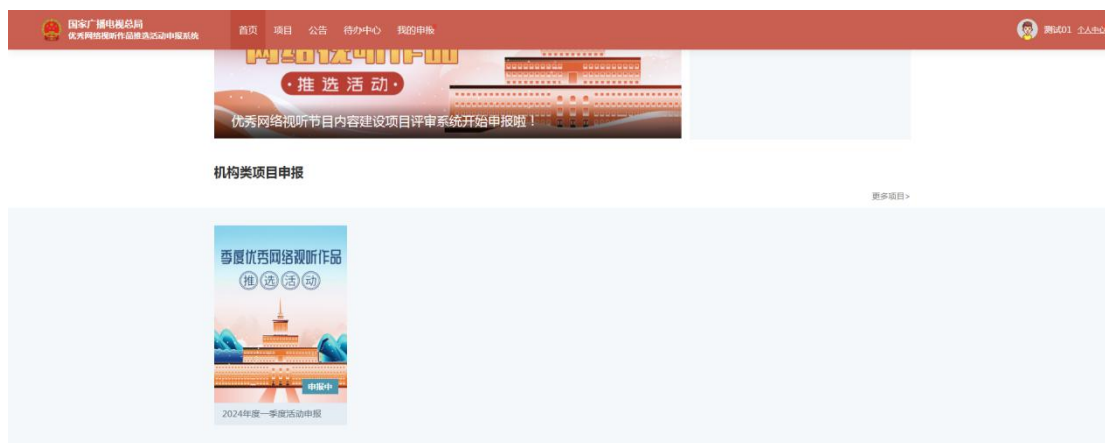 国家广播电视总局
优秀网络视听作品推选活动申报系统
首页 项目 公告 待办中心 我的申报
测试01 个人中心
·推选活动·
优秀网络视听节目内容建设项目评审系统开始申报啦！
机构类项目申报
更多项目>
季度优秀网络视听作品
推选活动
申报中
2024年度一季度活动申报